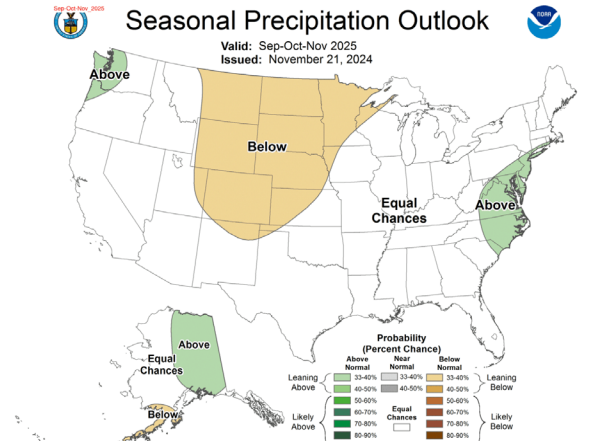 Sep-Oct-Nov_2025
Seasonal Precipitation Outlook
Valid: Sep-Oct-Nov 2025
Issued: November 21, 2024
NOAA
Above
Below
Equal
Chances
Above
Above
Equal
Chances
Below
Probability
(Percent Chance)
Above
Normal
Near
Normal
Below
Normal
Leaning
Above
33-40%
33-40%
33-40%
Leaning
Below
40-50%
40-50%
40-50%
Likely
Above
50-60%
50-60%
Likely
Below
60-70%
60-70%
70-80%
70-80%
80-90%
80-90%
Equal
Chances